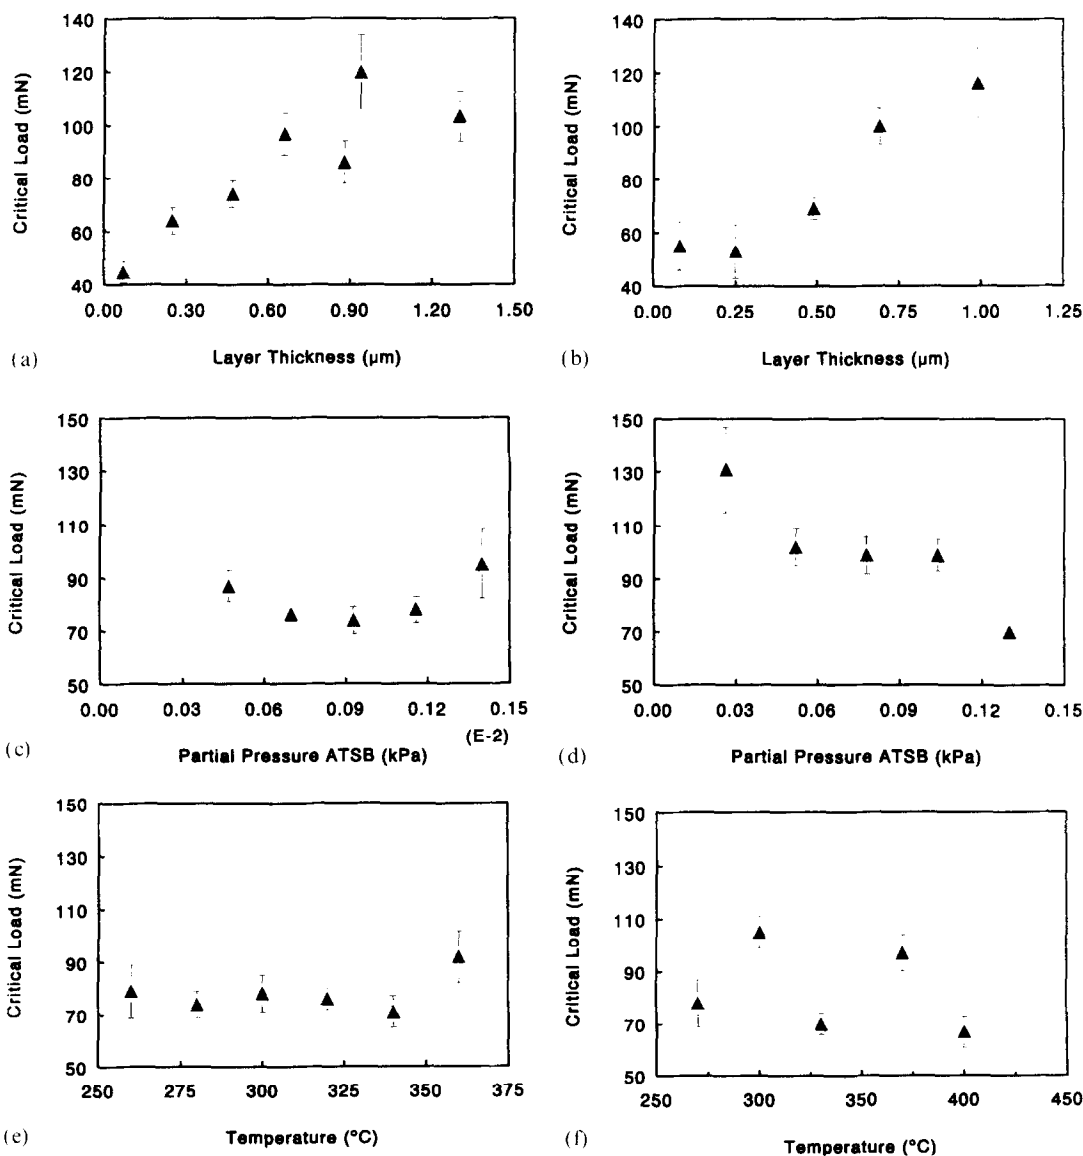 140
120
100
80
60
40
Critical Load (mN)
0.00 0.30 0.60 0.90 1.20 1.50
(a) Layer Thickness (µm)
140
120
100
80
60
40
Critical Load (mN)
0.00 0.25 0.50 0.75 1.00 1.25
(b) Layer Thickness (µm)
150
130
110
90
70
50
Critical Load (mN)
0.00 0.03 0.06 0.09 0.12 0.15
(E-2)
(c) Partial Pressure ATSB (kPa)
150
130
110
90
70
50
Critical Load (mN)
0.00 0.03 0.06 0.09 0.12 0.15
(d) Partial Pressure ATSB (kPa)
150
130
110
90
70
50
Critical Load (mN)
250 275 300 325 350 375
(e) Temperature (°C)
150
130
110
90
70
50
Critical Load (mN)
250 300 350 400 450
(f) Temperature (°C)